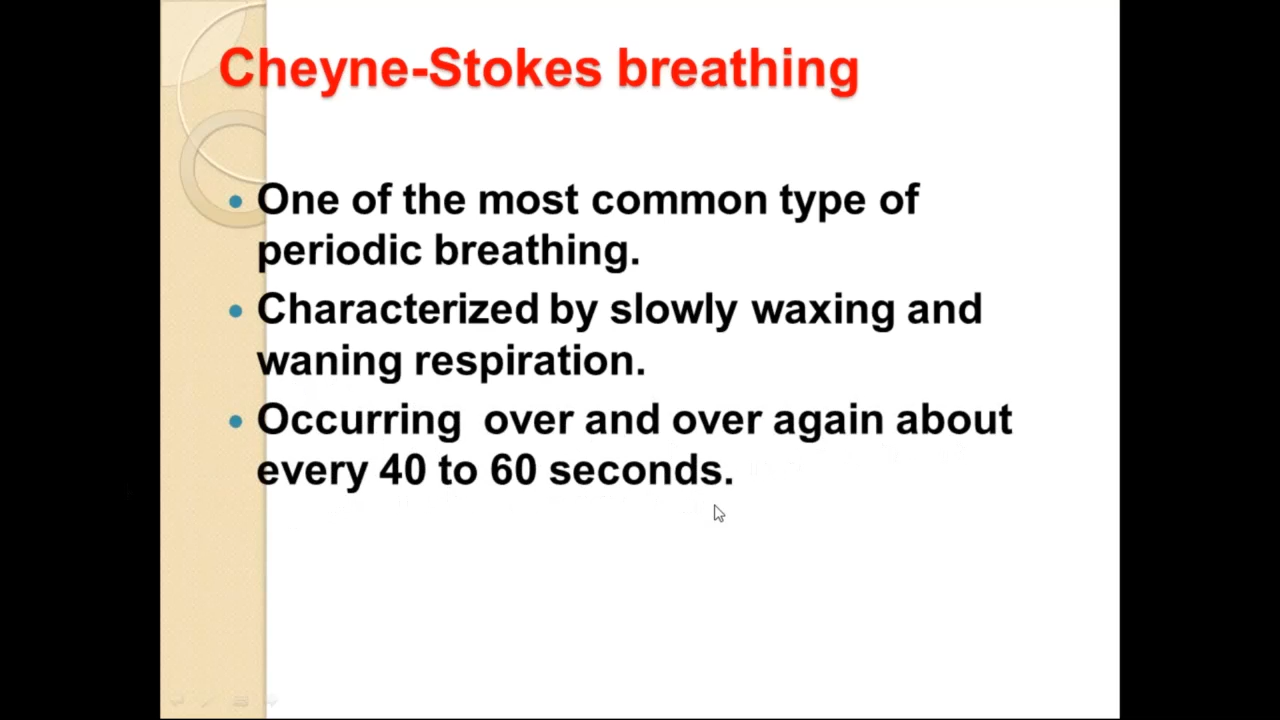 Cheyne-Stokes breathing
One of the most common type of
periodic breathing.
Characterized by slowly waxing and
waning respiration.
Occurring over and over again about
every 40 to 60 seconds.